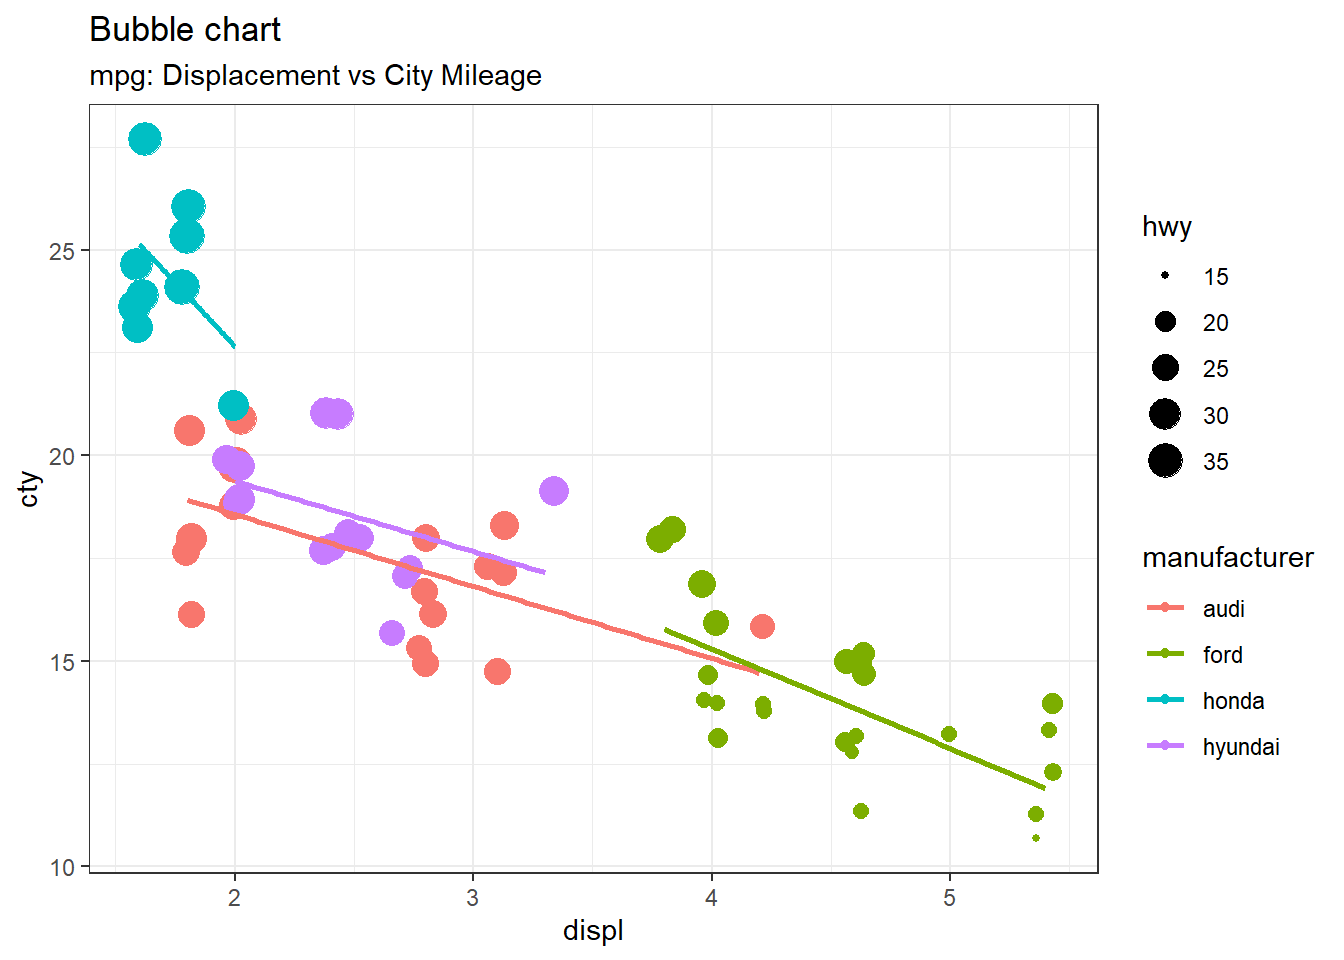 Bubble chart
mpg: Displacement vs City Mileage
25
20
15
10
cty
2 3 4 5
displ
hwy
15
20
25
30
35
manufacturer
audi
ford
honda
hyundai